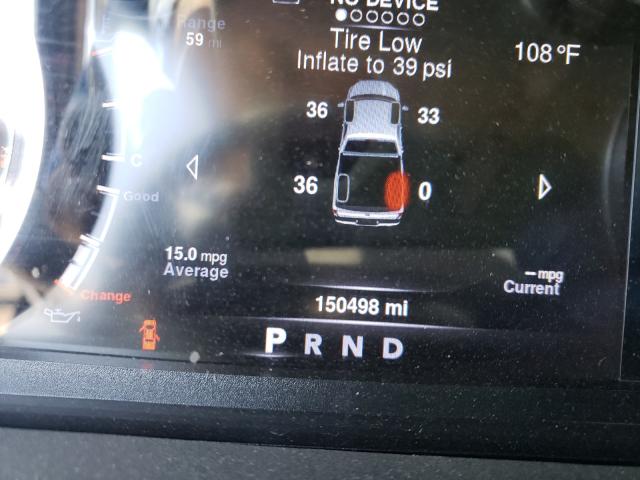 NO DEVICE
Range
59 mi
Tire Low
Inflate to 39 psi
108 °F
36
33
36
0
C
Good
15.0 mpg
Average
Change
-- mpg
Current
150498 mi
P R N D